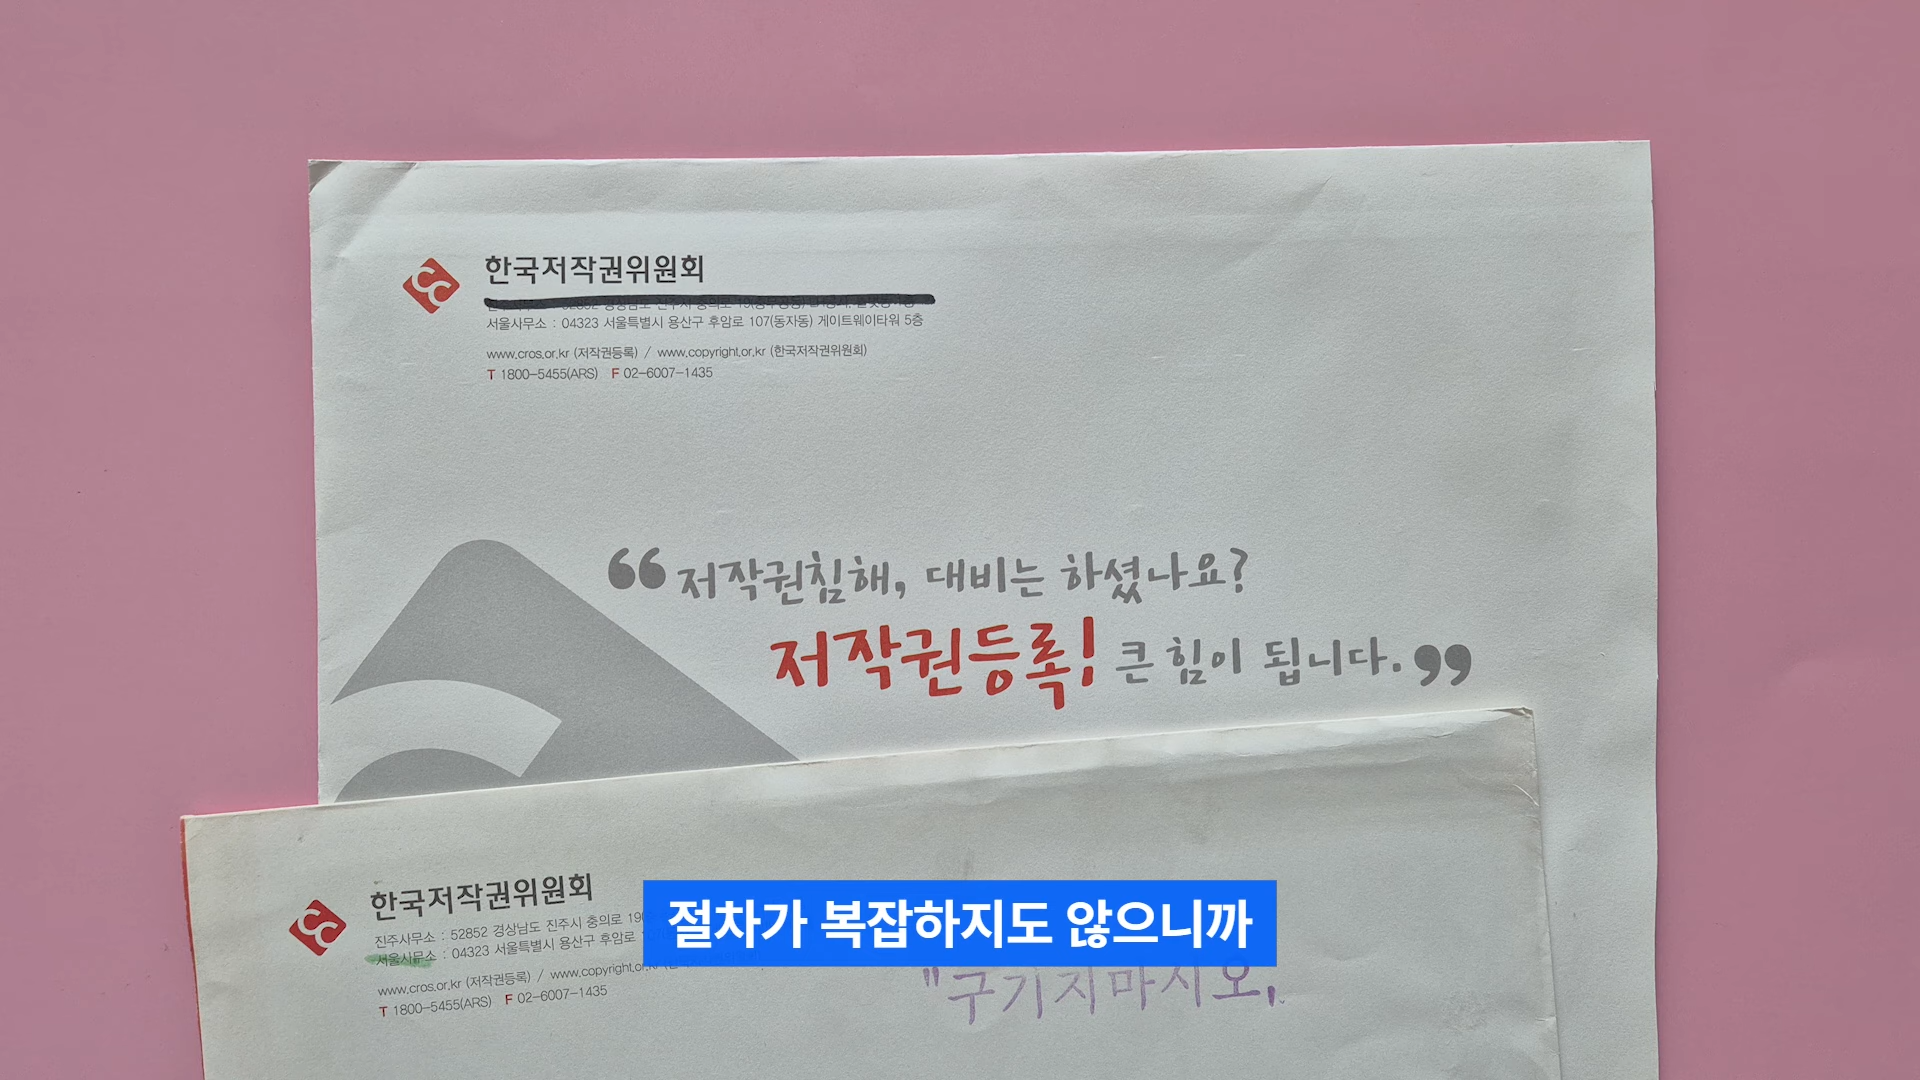 한국저작권위원회
서울사무소 : 04323 서울특별시 용산구 후암로 107(동자동) 게이트웨이타워 5층
www.cros.or.kr (저작권등록) / www.copyright.or.kr (한국저작권위원회)
T 1800-5455(ARS) F 02-6007-1435
“저작권침해, 대비는 하셨나요?
저작권등록! 큰 힘이 됩니다.”
한국저작권위원회
진주사무소 : 52852 경상남도 진주시 충의로
서울사무소 : 04323 서울특별시 용산구 후암로
www.cros.or.kr (저작권등록) / www.copyright.or.kr
T 1800-5455(ARS) F 02-6007-1435
절차가 복잡하지도 않으니까
"구기지마시오,